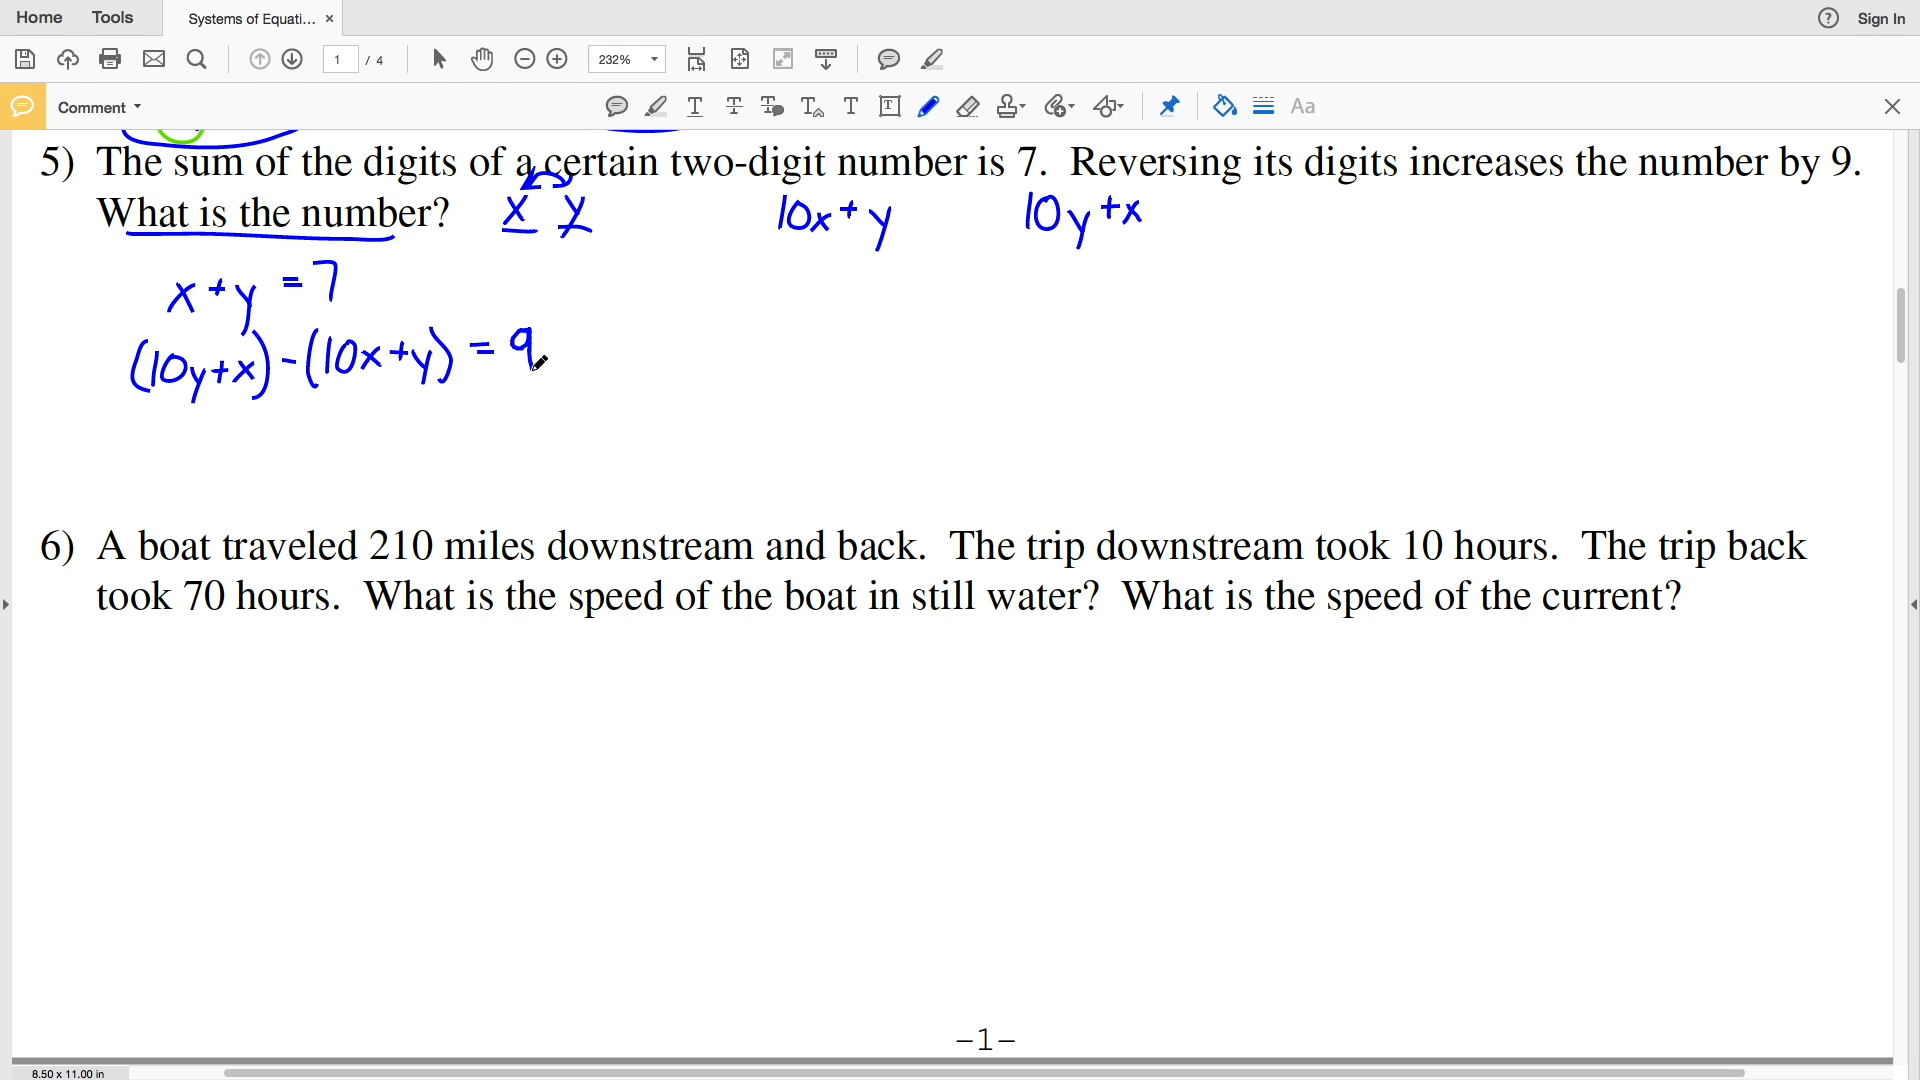 Home Tools Systems of Equati... × ? Sign In
1 / 4 232%
Comment T T T T T T Aa
5) The sum of the digits of a certain two-digit number is 7. Reversing its digits increases the number by 9.
What is the number? x y 10x + y 10y + x
x + y = 7
(10y + x) - (10x + y) = 9
6) A boat traveled 210 miles downstream and back. The trip downstream took 10 hours. The trip back
took 70 hours. What is the speed of the boat in still water? What is the speed of the current?
-1-
8.50 x 11.00 in